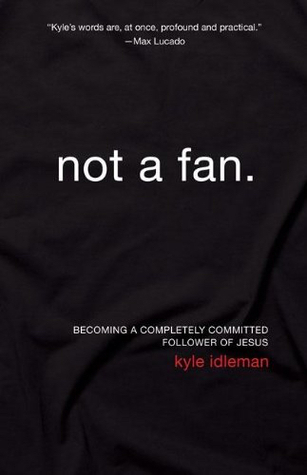 “Kyle's words are, at once, profound and practical.”
—Max Lucado
not a fan.
BECOMING A COMPLETELY COMMITTED
FOLLOWER OF JESUS
kyle idleman